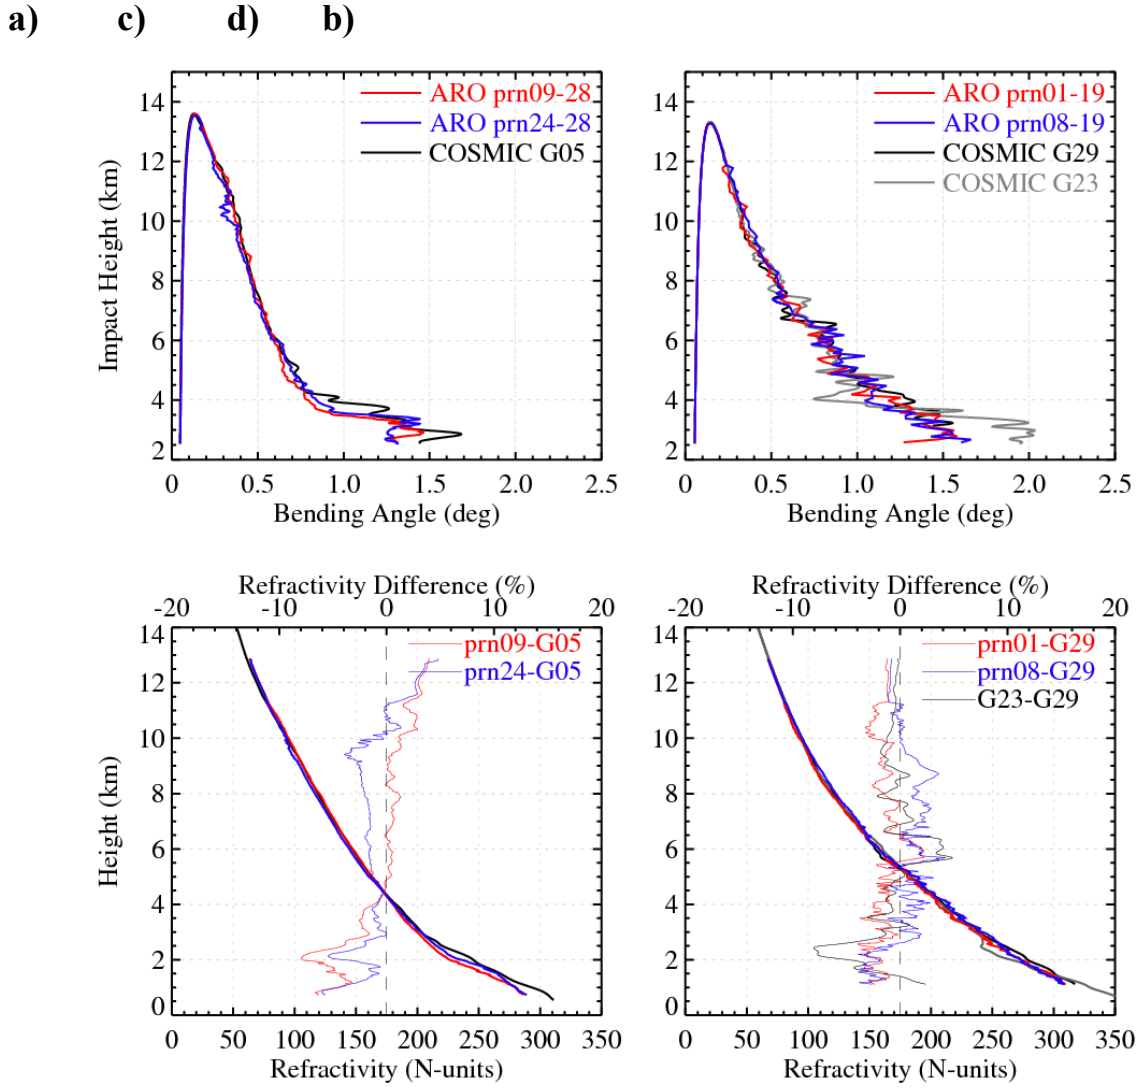 a) c) d) b)
ARO prn09-28
ARO prn24-28
COSMIC G05
14
12
10
8
6
4
2
Impact Height (km)
0 0.5 1.0 1.5 2.0 2.5
Bending Angle (deg)
ARO prn01-19
ARO prn08-19
COSMIC G29
COSMIC G23
14
12
10
8
6
4
2
0 0.5 1.0 1.5 2.0 2.5
Bending Angle (deg)
Refractivity Difference (%)
-20 -10 0 10 20
prn09-G05
prn24-G05
14
12
10
8
6
4
2
0
Height (km)
0 50 100 150 200 250 300 350
Refractivity (N-units)
Refractivity Difference (%)
-20 -10 0 10 20
prn01-G29
prn08-G29
G23-G29
14
12
10
8
6
4
2
0
0 50 100 150 200 250 300 350
Refractivity (N-units)